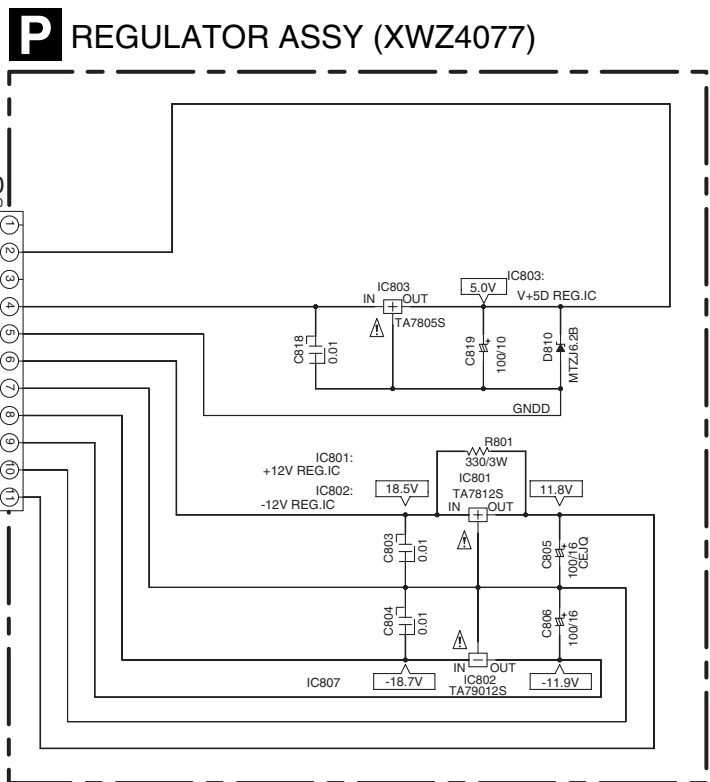 P REGULATOR ASSY (XWZ4077)
1
2
3
4
5
6
7
8
9
10
11
IC803
IN
OUT
TA7805S
5.0V
IC803:
V+5D REG.IC
C818
0.01
C819
100/10
D810
MTZJ6.2B
GNDD
IC801:
+12V REG.IC
IC802:
-12V REG.IC
18.5V
R801
330/3W
IC801
TA7812S
IN
OUT
11.8V
C803
0.01
C805
100/16
CEJQ
C804
0.01
C806
100/16
IC807
-18.7V
IN
OUT
IC802
TA79012S
-11.9V